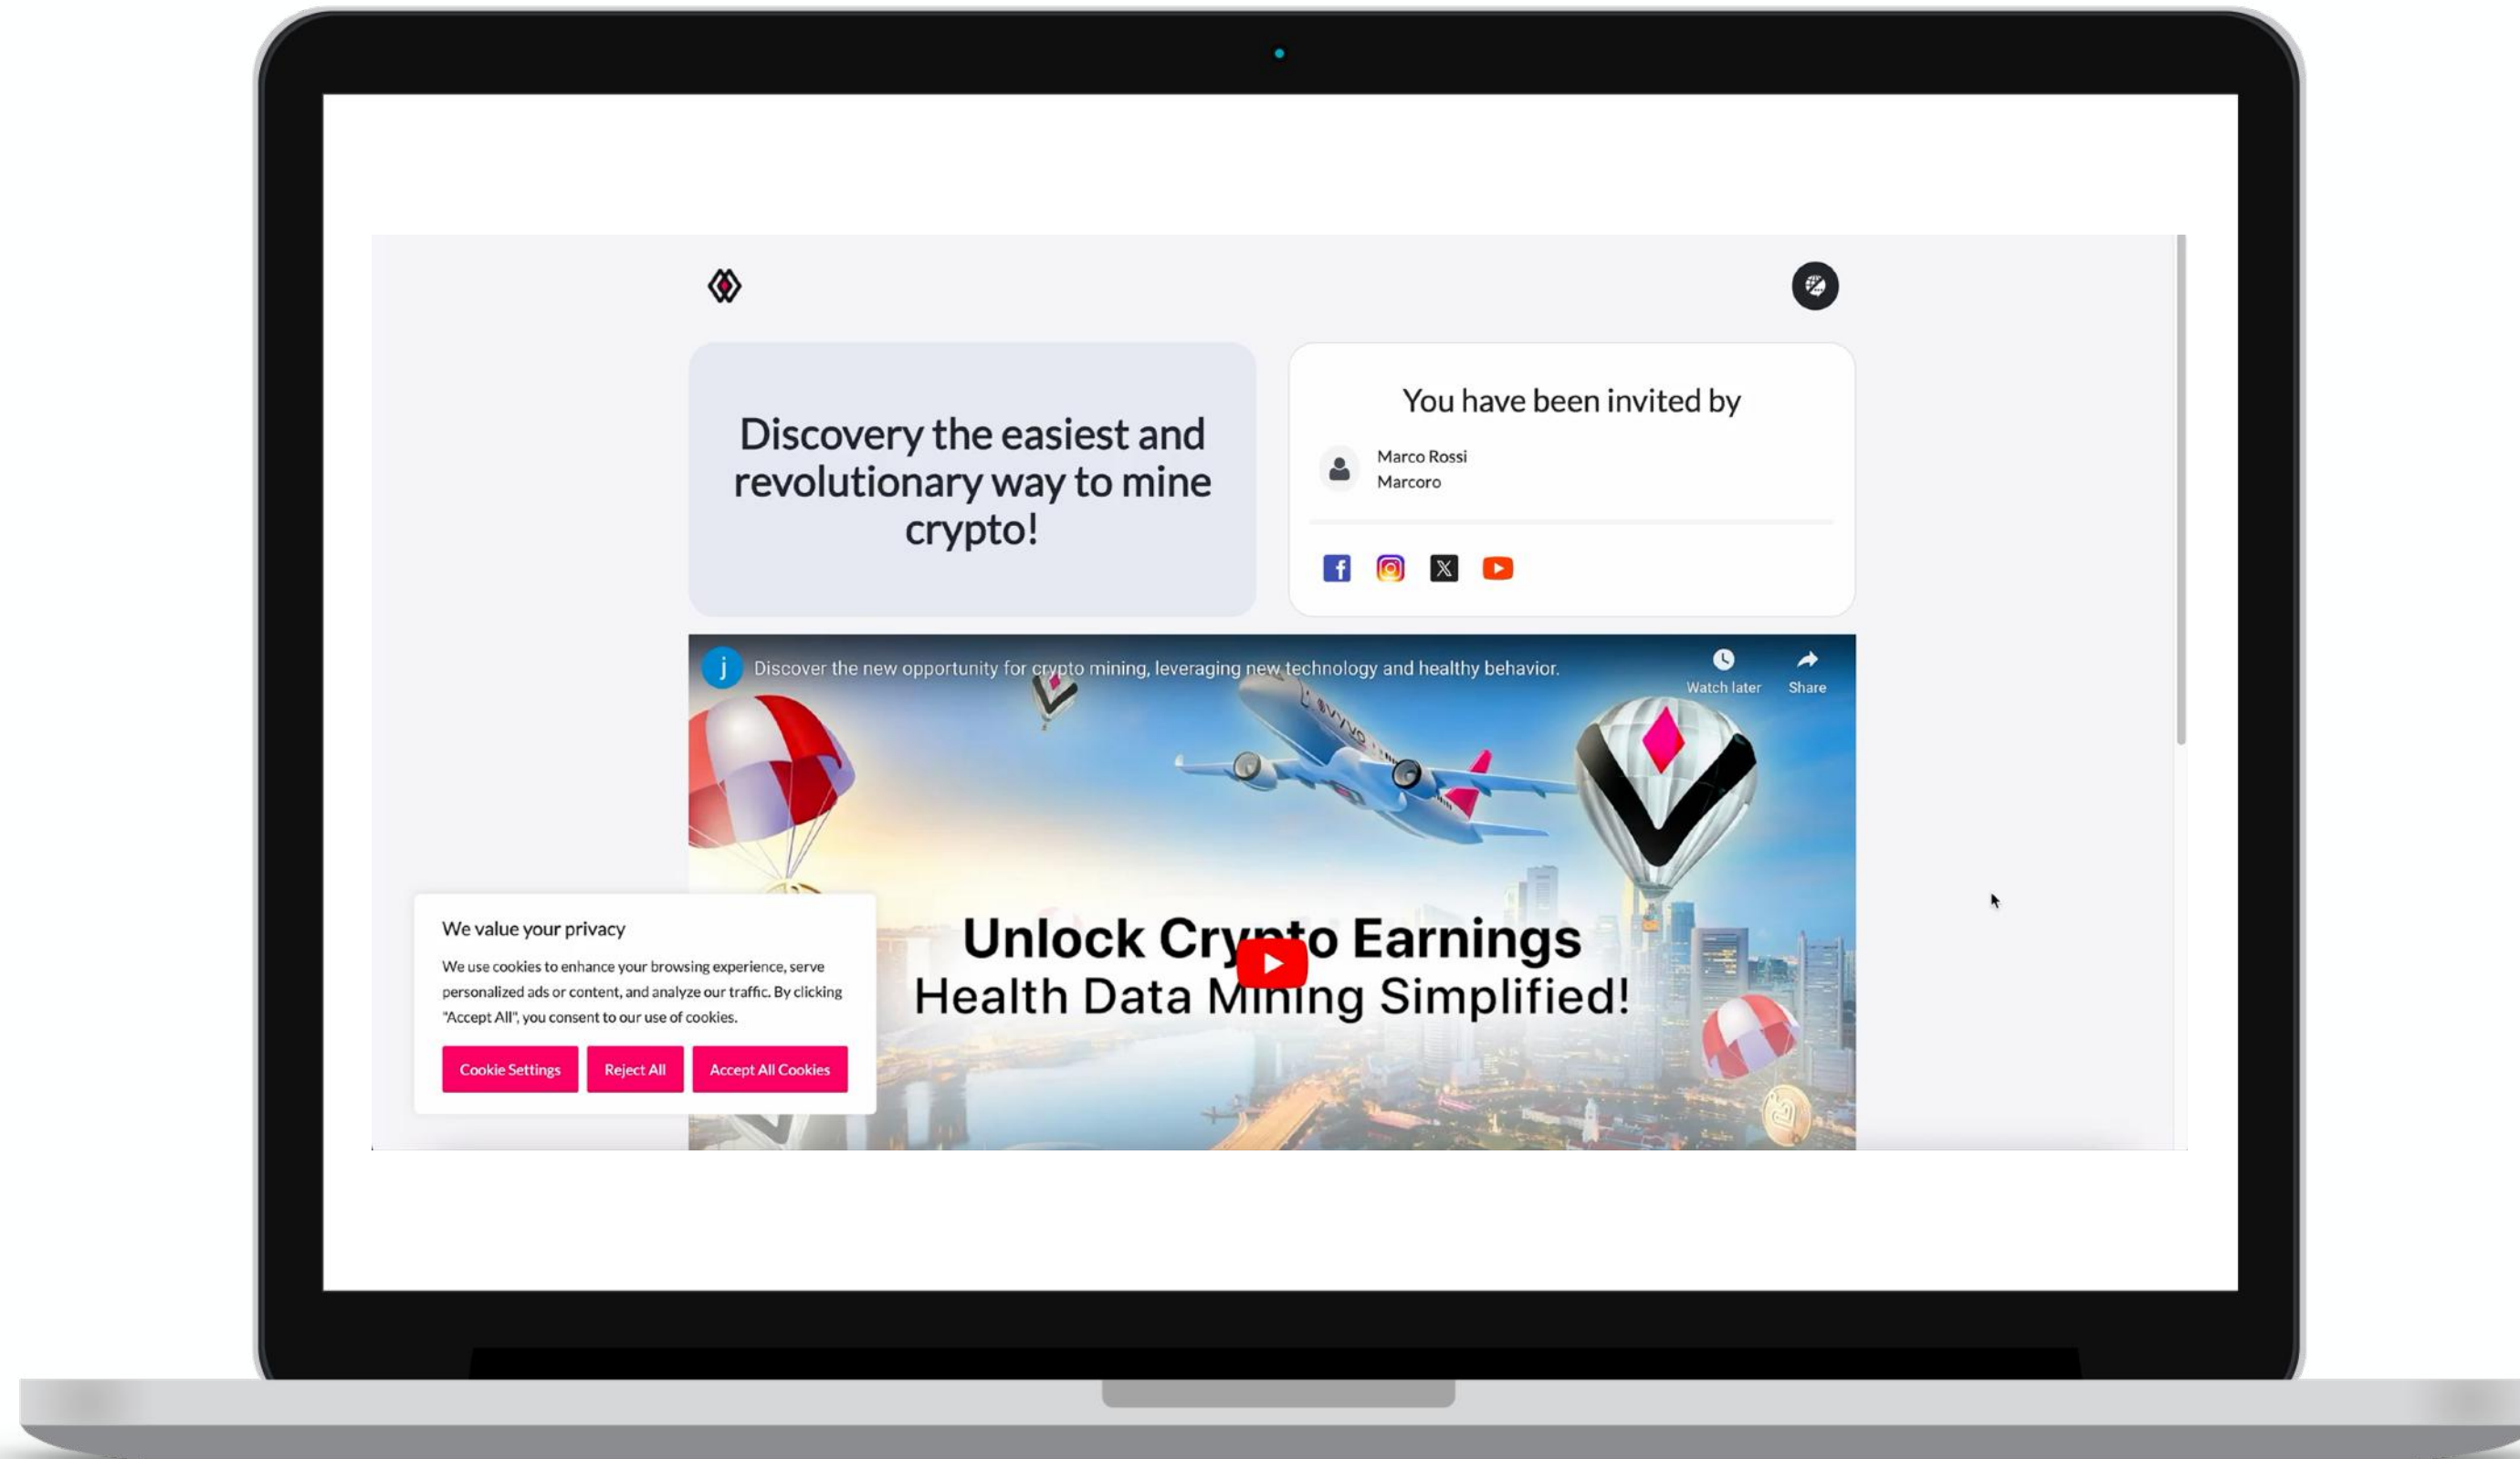 Discovery the easiest and
revolutionary way to mine
crypto!
You have been invited by
Marco Rossi
Marcoro
j
Discover the new opportunity for crypto mining, leveraging new technology and healthy behavior.
Watch later
Share
Unlock Crypto Earnings
Health Data Mining Simplified!
We value your privacy
We use cookies to enhance your browsing experience, serve
personalized ads or content, and analyze our traffic. By clicking
"Accept All", you consent to our use of cookies.
Cookie Settings
Reject All
Accept All Cookies